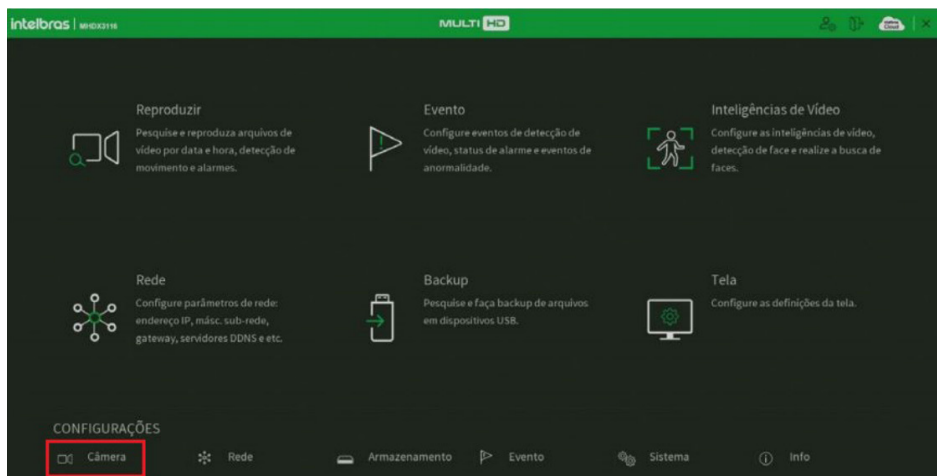 intelbras | MHDX3116
MULTI HD
Reproduzir
Pesquise e reproduza arquivos de
vídeo por data e hora, detecção de
movimento e alarmes.
Evento
Configure eventos de detecção de
vídeo, status de alarme e eventos de
anormalidade.
Inteligências de Vídeo
Configure as inteligências de vídeo,
detecção de face e realize a busca de
faces.
Rede
Configure parâmetros de rede:
endereço IP, másc. sub-rede,
gateway, servidores DDNS e etc.
Backup
Pesquise e faça backup de arquivos
em dispositivos USB.
Tela
Configure as definições da tela.
CONFIGURAÇÕES
Câmera Rede Armazenamento Evento Sistema Info